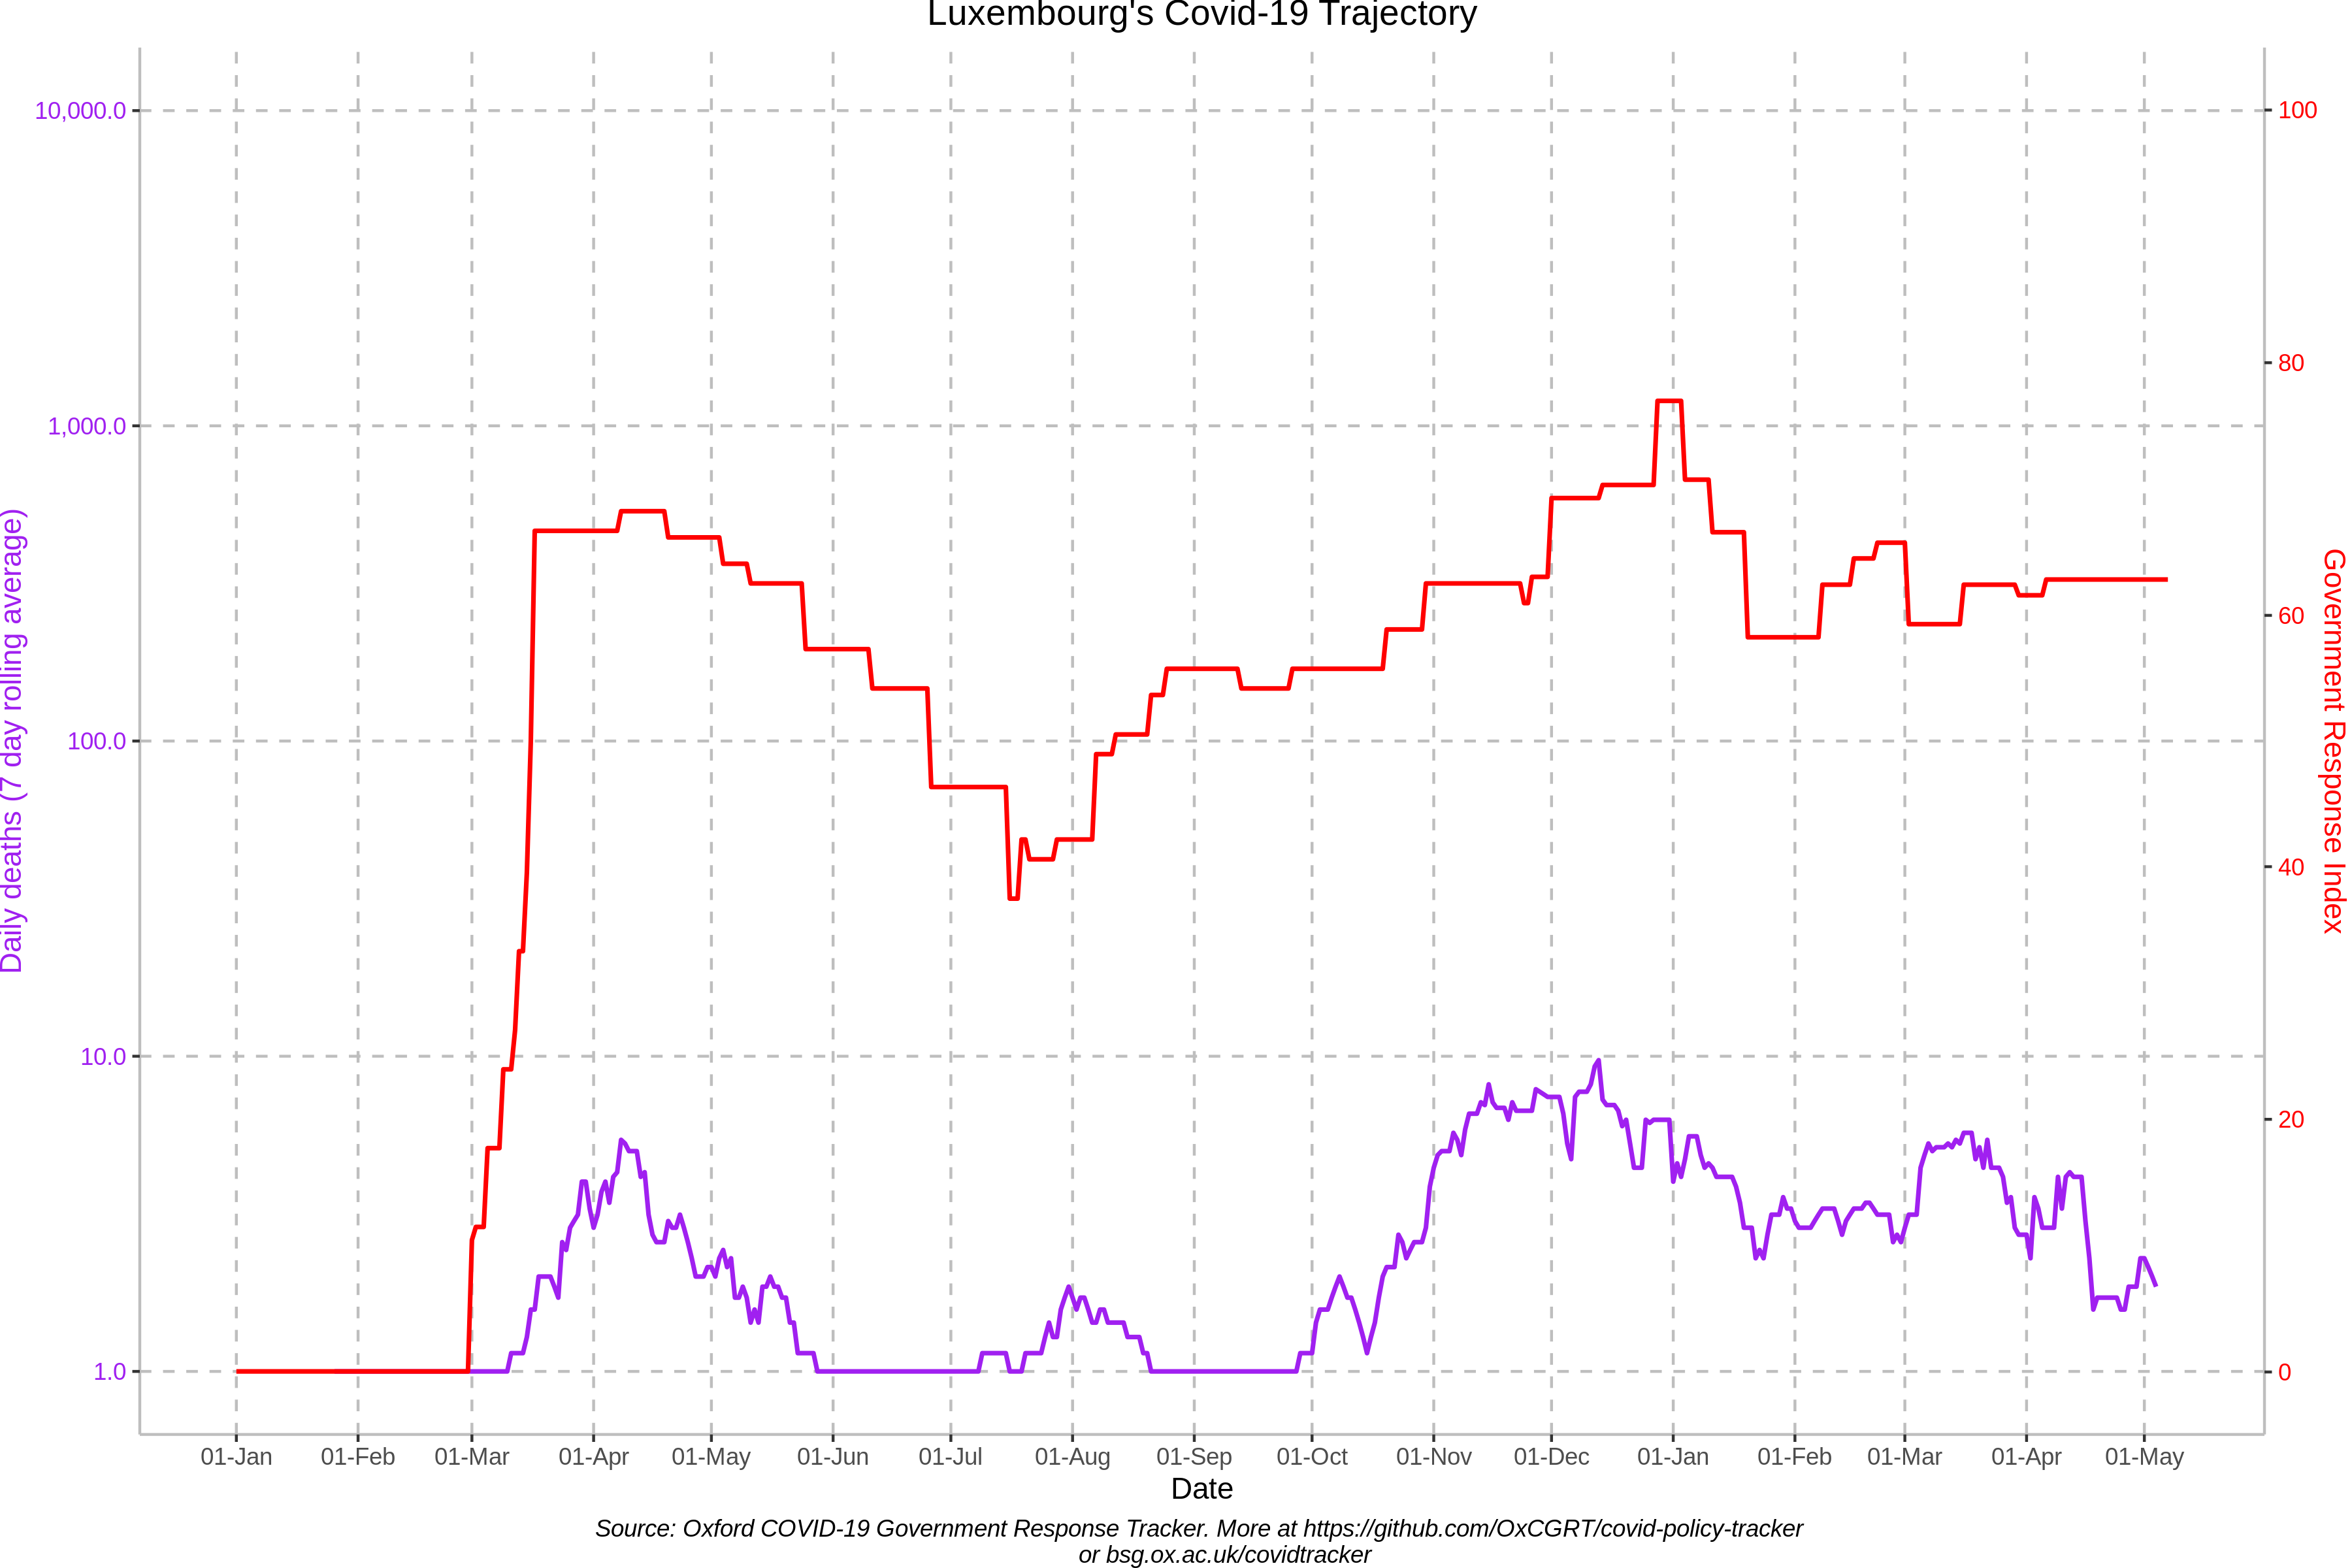 Luxembourg's Covid-19 Trajectory
10,000.0
1,000.0
100.0
10.0
1.0
Daily deaths (7 day rolling average)
100
80
60
40
20
0
Government Response Index
01-Jan 01-Feb 01-Mar 01-Apr 01-May 01-Jun 01-Jul 01-Aug 01-Sep 01-Oct 01-Nov 01-Dec 01-Jan 01-Feb 01-Mar 01-Apr 01-May
Date
Source: Oxford COVID-19 Government Response Tracker. More at https://github.com/OxCGRT/covid-policy-tracker
or bsg.ox.ac.uk/covidtracker